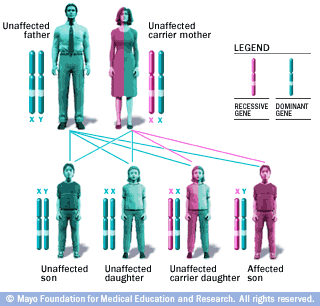 Unaffected
father
Unaffected
carrier mother
LEGEND
X Y
X X
RECESSIVE
GENE
DOMINANT
GENE
X Y
X X
X X
X Y
Unaffected
son
Unaffected
daughter
Unaffected
carrier daughter
Affected
son
© Mayo Foundation for Medical Education and Research. All rights reserved.